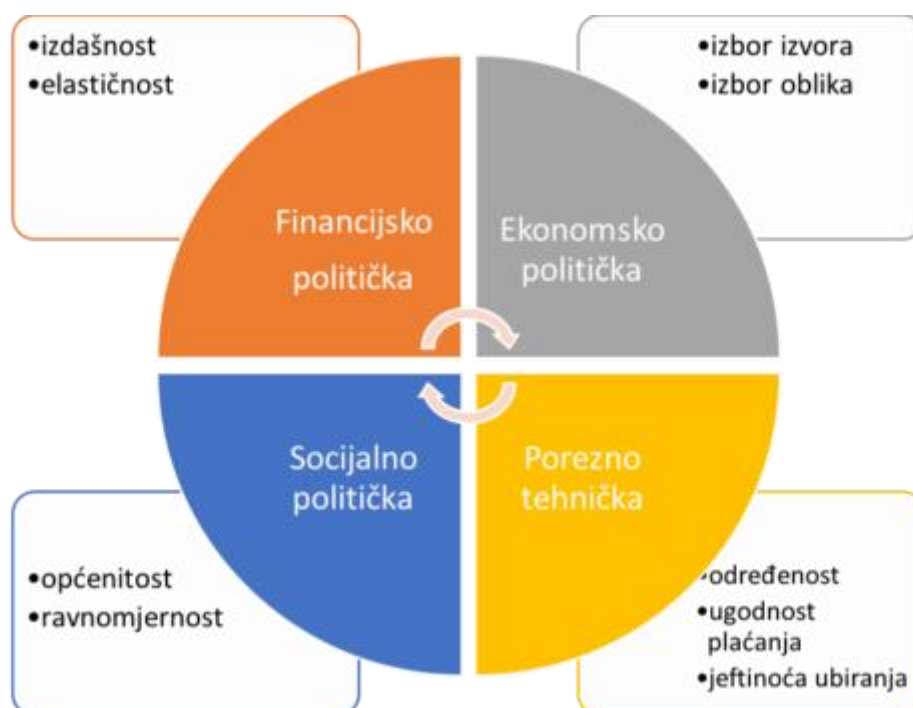 •izdašnost
•elastičnost
•izbor izvora
•izbor oblika
Financijsko
politička
Ekonomsko
politička
Socijalno
politička
Porezno
tehnička
•općenitost
•ravnomjernost
•određenost
•ugodnost
plaćanja
•jeftinoća ubiranja